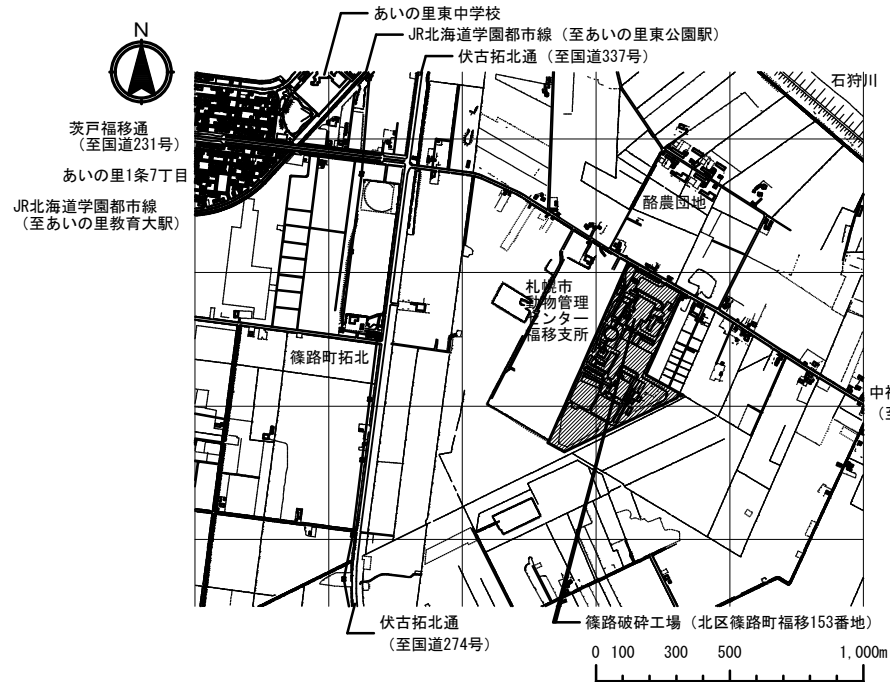 あいの里東中学校
N
JR北海道学園都市線（至あいの里東公園駅）
伏古拓北通（至国道337号）
石狩川
茨戸福移通
（至国道231号）
あいの里1条7丁目
酪農団地
JR北海道学園都市線
（至あいの里教育大駅）
札幌市
動物管理
センター
福移支所
篠路町拓北
（至
伏古拓北通
（至国道274号）
篠路破砕工場（北区篠路町福移153番地）
0 100 300 500 1,000m